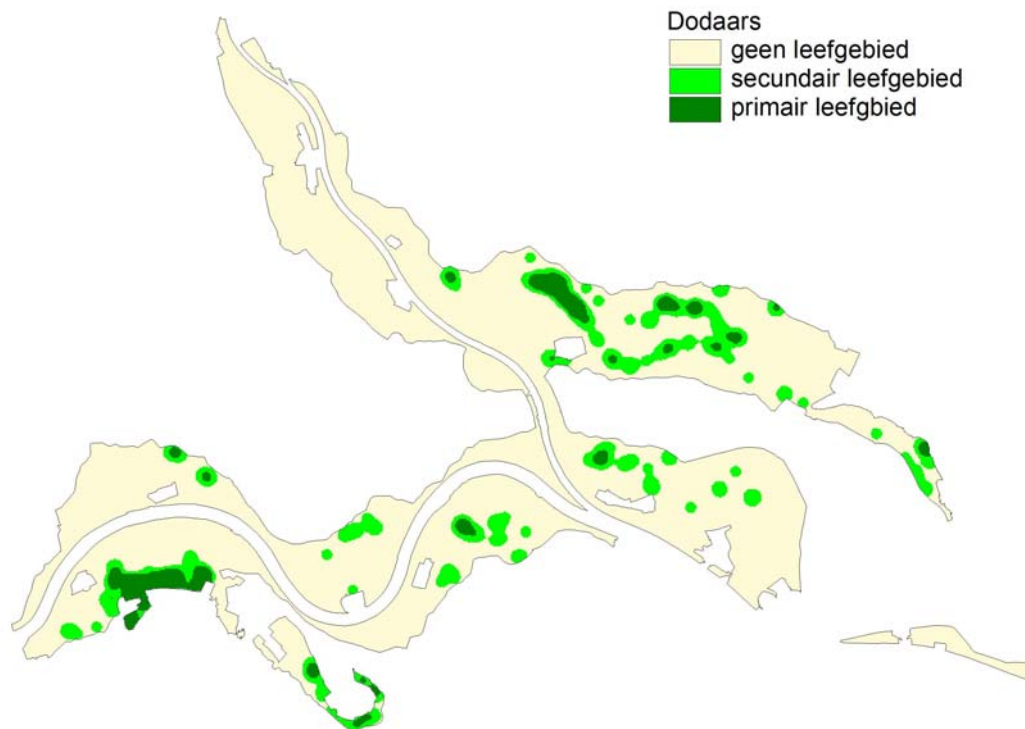 Dodaars
geen leefgebied
secundair leefgebied
primair leefgbied